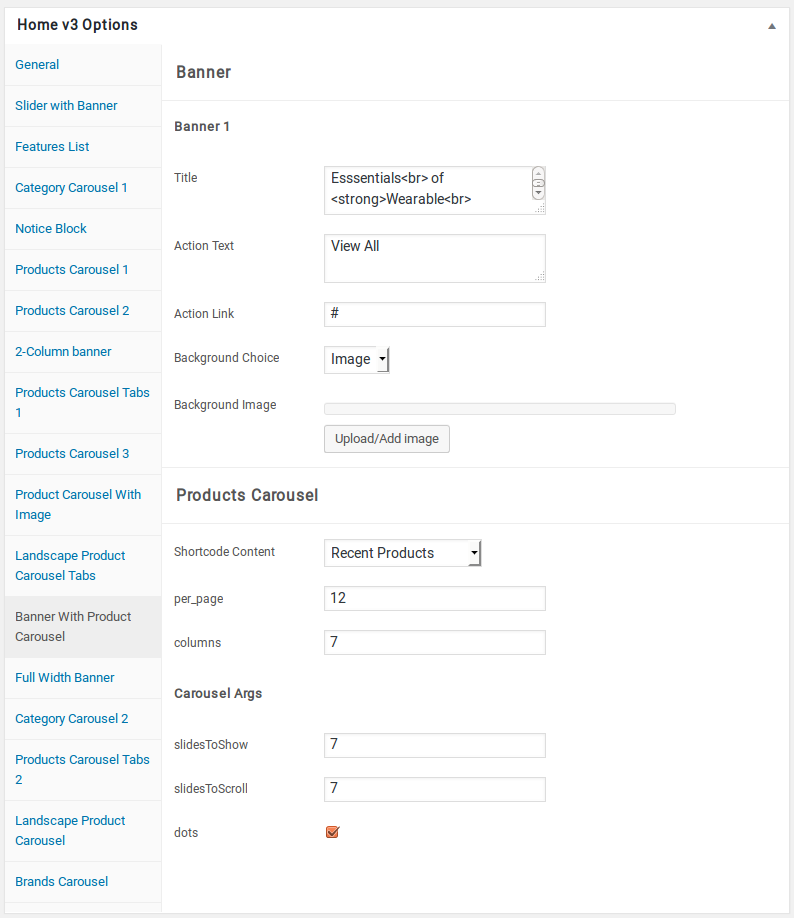 Home v3 Options
General
Slider with Banner
Features List
Category Carousel 1
Notice Block
Products Carousel 1
Products Carousel 2
2-Column banner
Products Carousel Tabs
1
Products Carousel 3
Product Carousel With
Image
Landscape Product
Carousel Tabs
Banner With Product
Carousel
Full Width Banner
Category Carousel 2
Products Carousel Tabs
2
Landscape Product
Carousel
Brands Carousel
Banner
Banner 1
Title
Esssentials<br> of
<strong>Wearable<br>
Action Text
View All
Action Link
#
Background Choice
Image
Background Image
Upload/Add image
Products Carousel
Shortcode Content
Recent Products
per_page
12
columns
7
Carousel Args
slidesToShow
7
slidesToScroll
7
dots